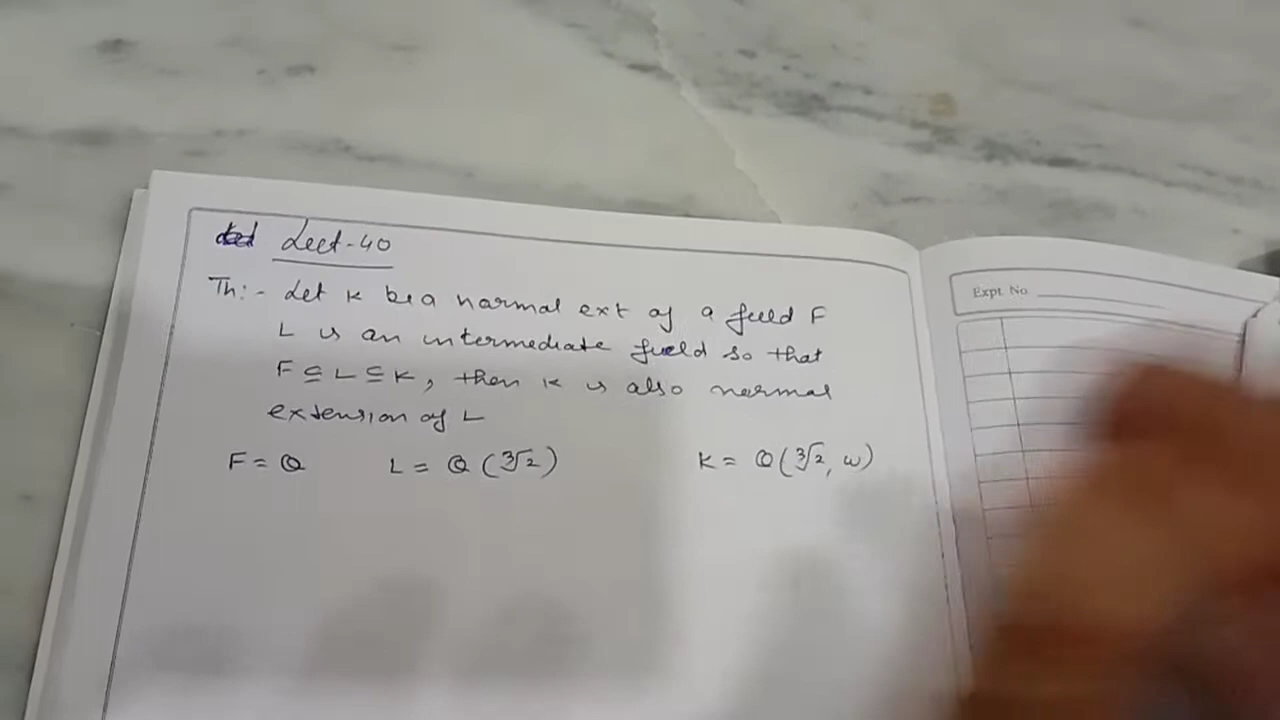 Lect-40
Th:- Let K be a normal ext of a field F
L is an intermediate field so that
F ⊆ L ⊆ K, then K is also normal
extension of L
F = Q L = Q (∛2) K = Q(∛2, ω)
Expt. No.